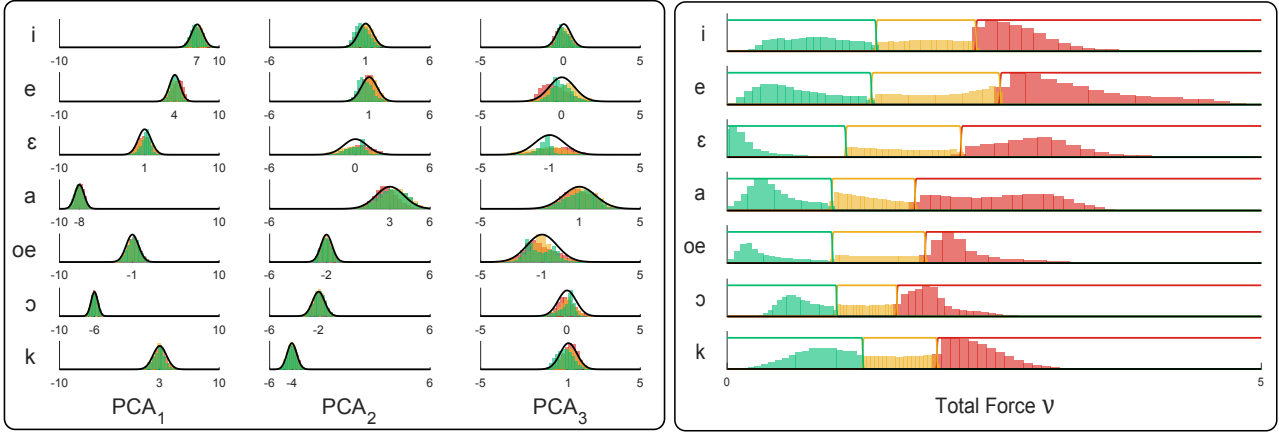 i
-10 7 10
-6 1 6
-5 0 5
e
-10 4 10
-6 1 6
-5 0 5
ε
-10 1 10
-6 0 6
-5 -1 5
a
-10 -8 10
-6 3 6
-5 1 5
oe
-10 -1 10
-6 -2 6
-5 -1 5
ɔ
-10 -6 10
-6 -2 6
-5 0 5
k
-10 3 10
-6 -4 6
-5 1 5
PCA1
PCA2
PCA3
i
e
ε
a
oe
ɔ
k
0 5
Total Force ν